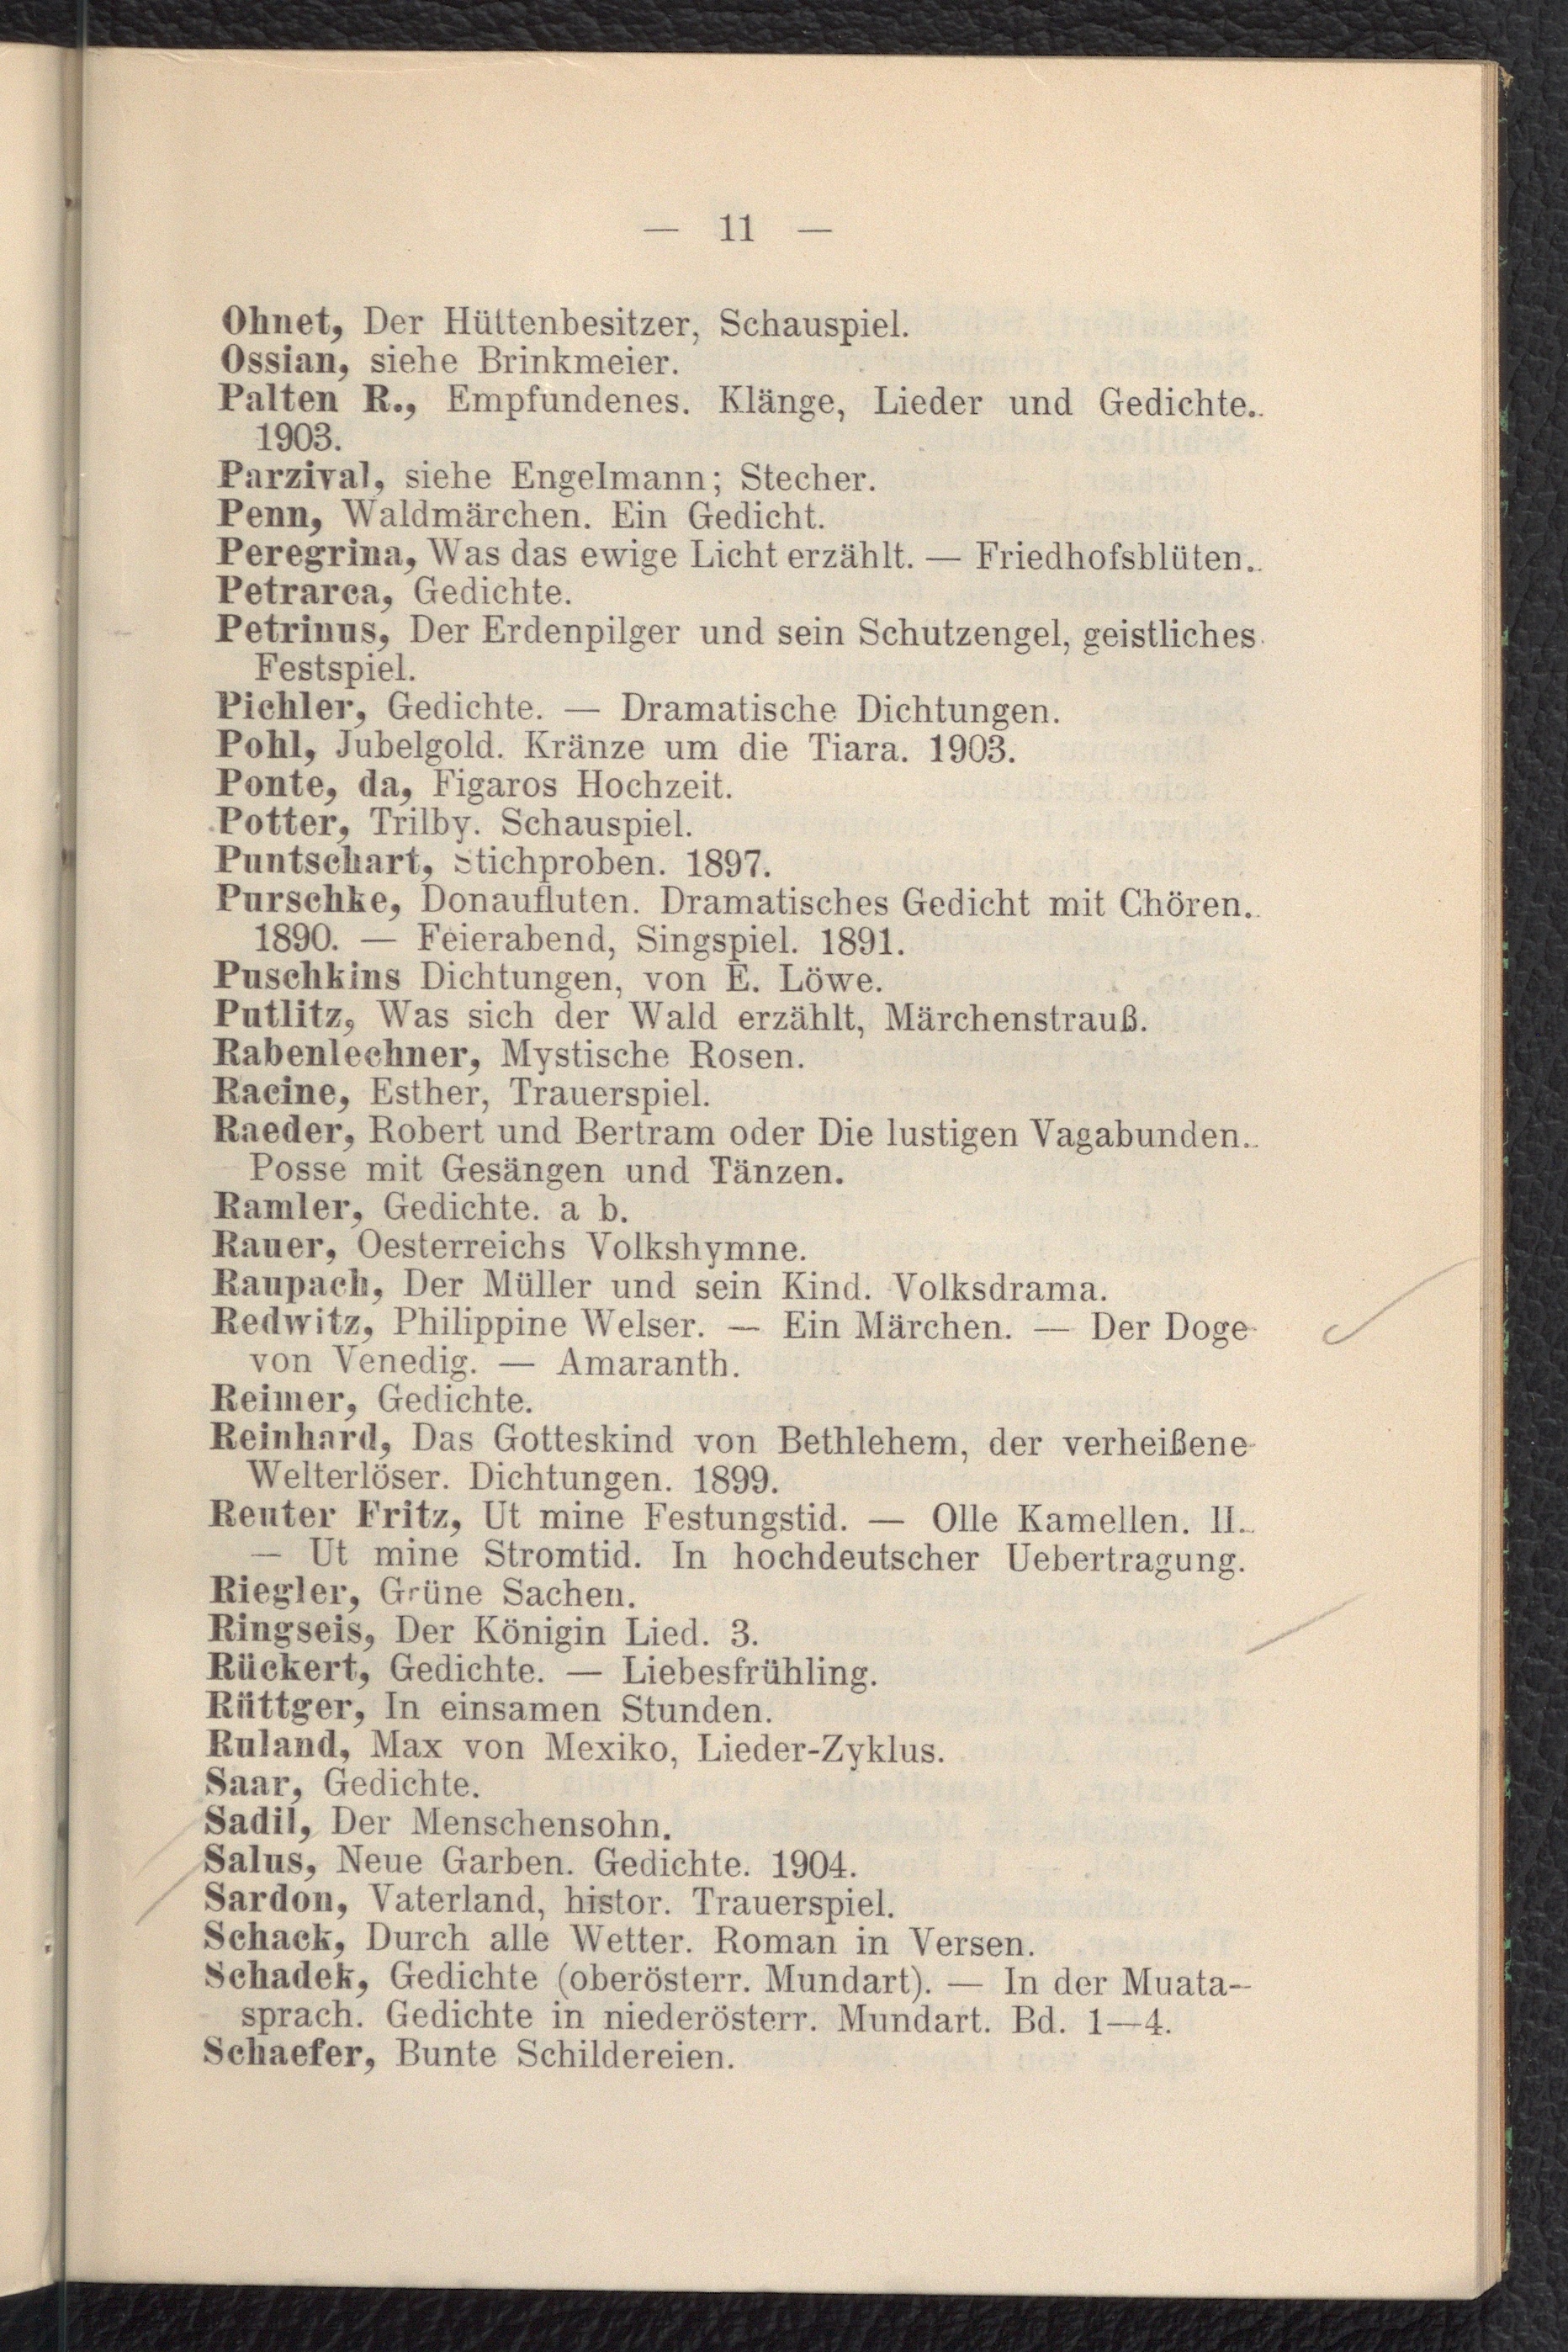 — 11 —
Ohnet, Der Hüttenbesitzer, Schauspiel.
Ossian, siehe Brinkmeier.
Palten R., Empfundenes. Klänge, Lieder und Gedichte.
1903.
Parzival, siehe Engelmann; Stecher.
Penn, Waldmärchen. Ein Gedicht.
Peregrina, Was das ewige Licht erzählt. — Friedhofsblüten.
Petrarca, Gedichte.
Petrinus, Der Erdenpilger und sein Schutzengel, geistliches
Festspiel.
Pichler, Gedichte. — Dramatische Dichtungen.
Pohl, Jubelgold. Kränze um die Tiara. 1903.
Ponte, da, Figaros Hochzeit.
Potter, Trilby. Schauspiel.
Puntschart, Stichproben. 1897.
Purschke, Donaufluten. Dramatisches Gedicht mit Chören.
1890. — Feierabend, Singspiel. 1891.
Puschkins Dichtungen, von E. Löwe.
Putlitz, Was sich der Wald erzählt, Märchenstrauß.
Rabenlechner, Mystische Rosen.
Racine, Esther, Trauerspiel.
Raeder, Robert und Bertram oder Die lustigen Vagabunden.
Posse mit Gesängen und Tänzen.
Ramler, Gedichte. a b.
Rauer, Oesterreichs Volkshymne.
Raupach, Der Müller und sein Kind. Volksdrama.
Redwitz, Philippine Welser. — Ein Märchen. — Der Doge
von Venedig. — Amaranth.
Reimer, Gedichte.
Reinhard, Das Gotteskind von Bethlehem, der verheißene
Welterlöser. Dichtungen. 1899.
Reuter Fritz, Ut mine Festungstid. — Olle Kamellen. II.
— Ut mine Stromtid. In hochdeutscher Uebertragung.
Riegler, Grüne Sachen.
Ringseis, Der Königin Lied. 3.
Rückert, Gedichte. — Liebesfrühling.
Rüttger, In einsamen Stunden.
Ruland, Max von Mexiko, Lieder-Zyklus.
Saar, Gedichte.
Sadil, Der Menschensohn.
Salus, Neue Garben. Gedichte. 1904.
Sardon, Vaterland, histor. Trauerspiel.
Schack, Durch alle Wetter. Roman in Versen.
Schadek, Gedichte (oberösterr. Mundart). — In der Muata-
sprach. Gedichte in niederösterr. Mundart. Bd. 1—4.
Schaefer, Bunte Schildereien.